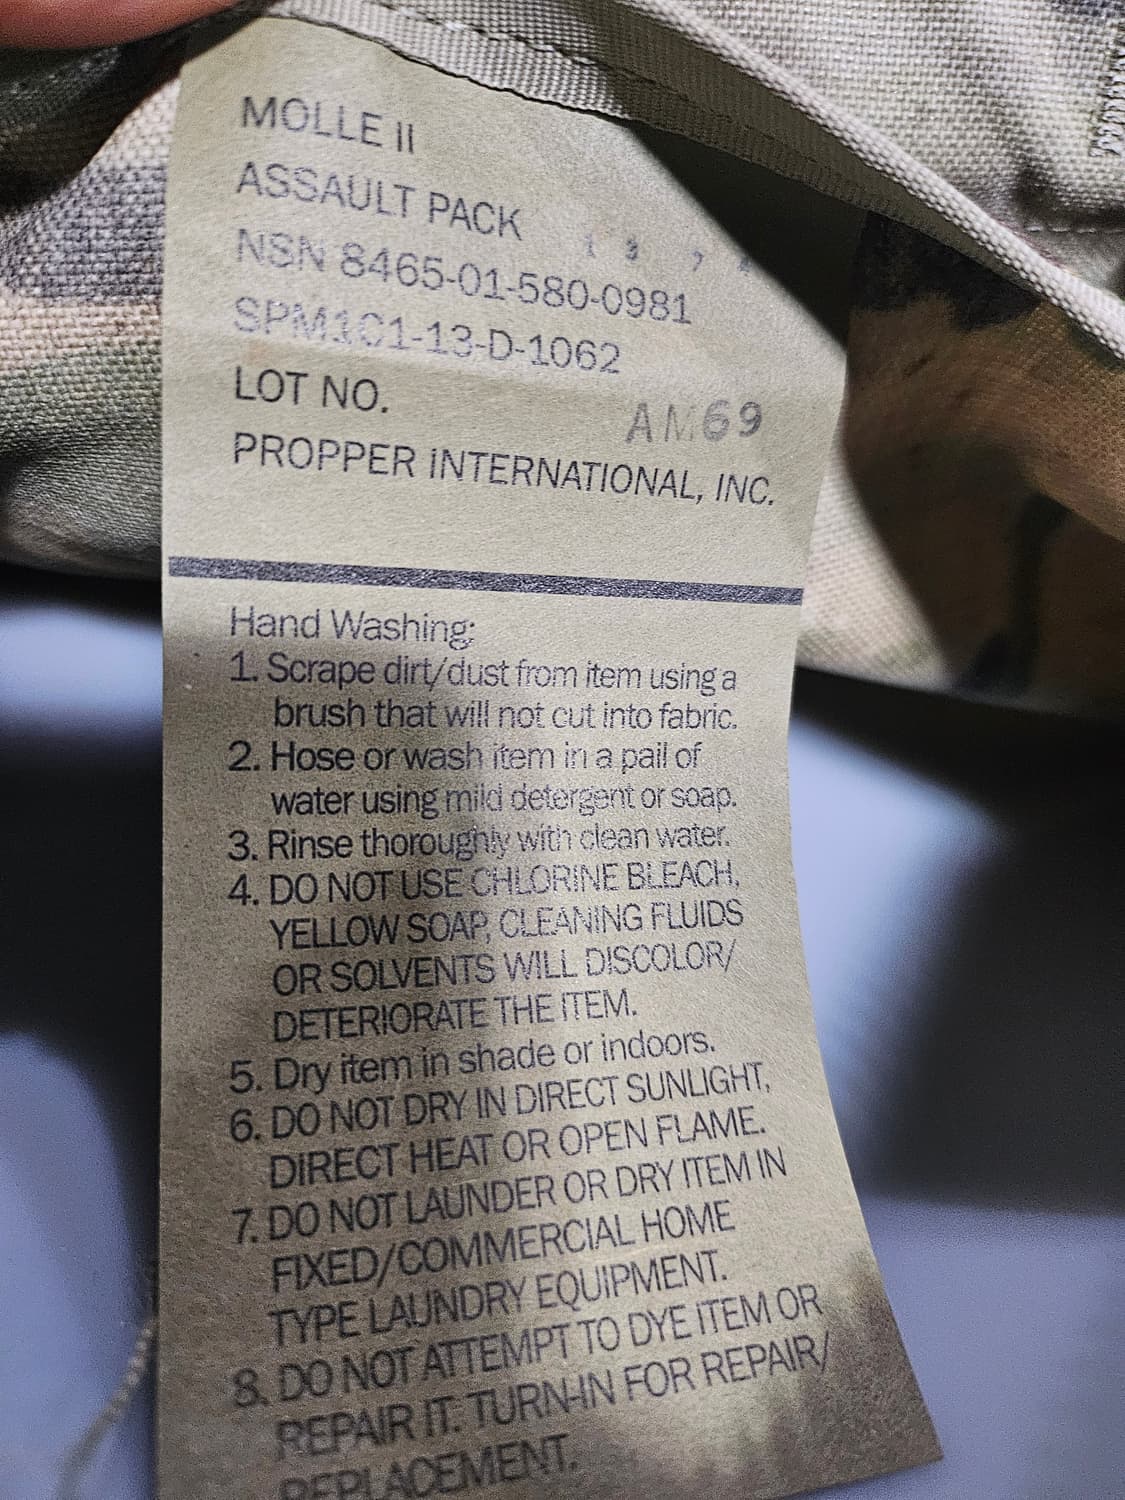 MOLLE II
ASSAULT PACK
1 3 7 4
NSN 8465-01-580-0981
SPM1C1-13-D-1062
LOT NO. AM69
PROPPER INTERNATIONAL, INC.
Hand Washing:
1. Scrape dirt/dust from item using a
brush that will not cut into fabric.
2. Hose or wash item in a pail of
water using mild detergent or soap.
3. Rinse thoroughly with clean water.
4. DO NOT USE CHLORINE BLEACH,
YELLOW SOAP, CLEANING FLUIDS
OR SOLVENTS WILL DISCOLOR/
DETERIORATE THE ITEM.
5. Dry item in shade or indoors.
6. DO NOT DRY IN DIRECT SUNLIGHT,
DIRECT HEAT OR OPEN FLAME.
7. DO NOT LAUNDER OR DRY ITEM IN
FIXED/COMMERCIAL HOME
TYPE LAUNDRY EQUIPMENT.
8. DO NOT ATTEMPT TO DYE ITEM OR
REPAIR IT. TURN-IN FOR REPAIR/
REPLACEMENT.